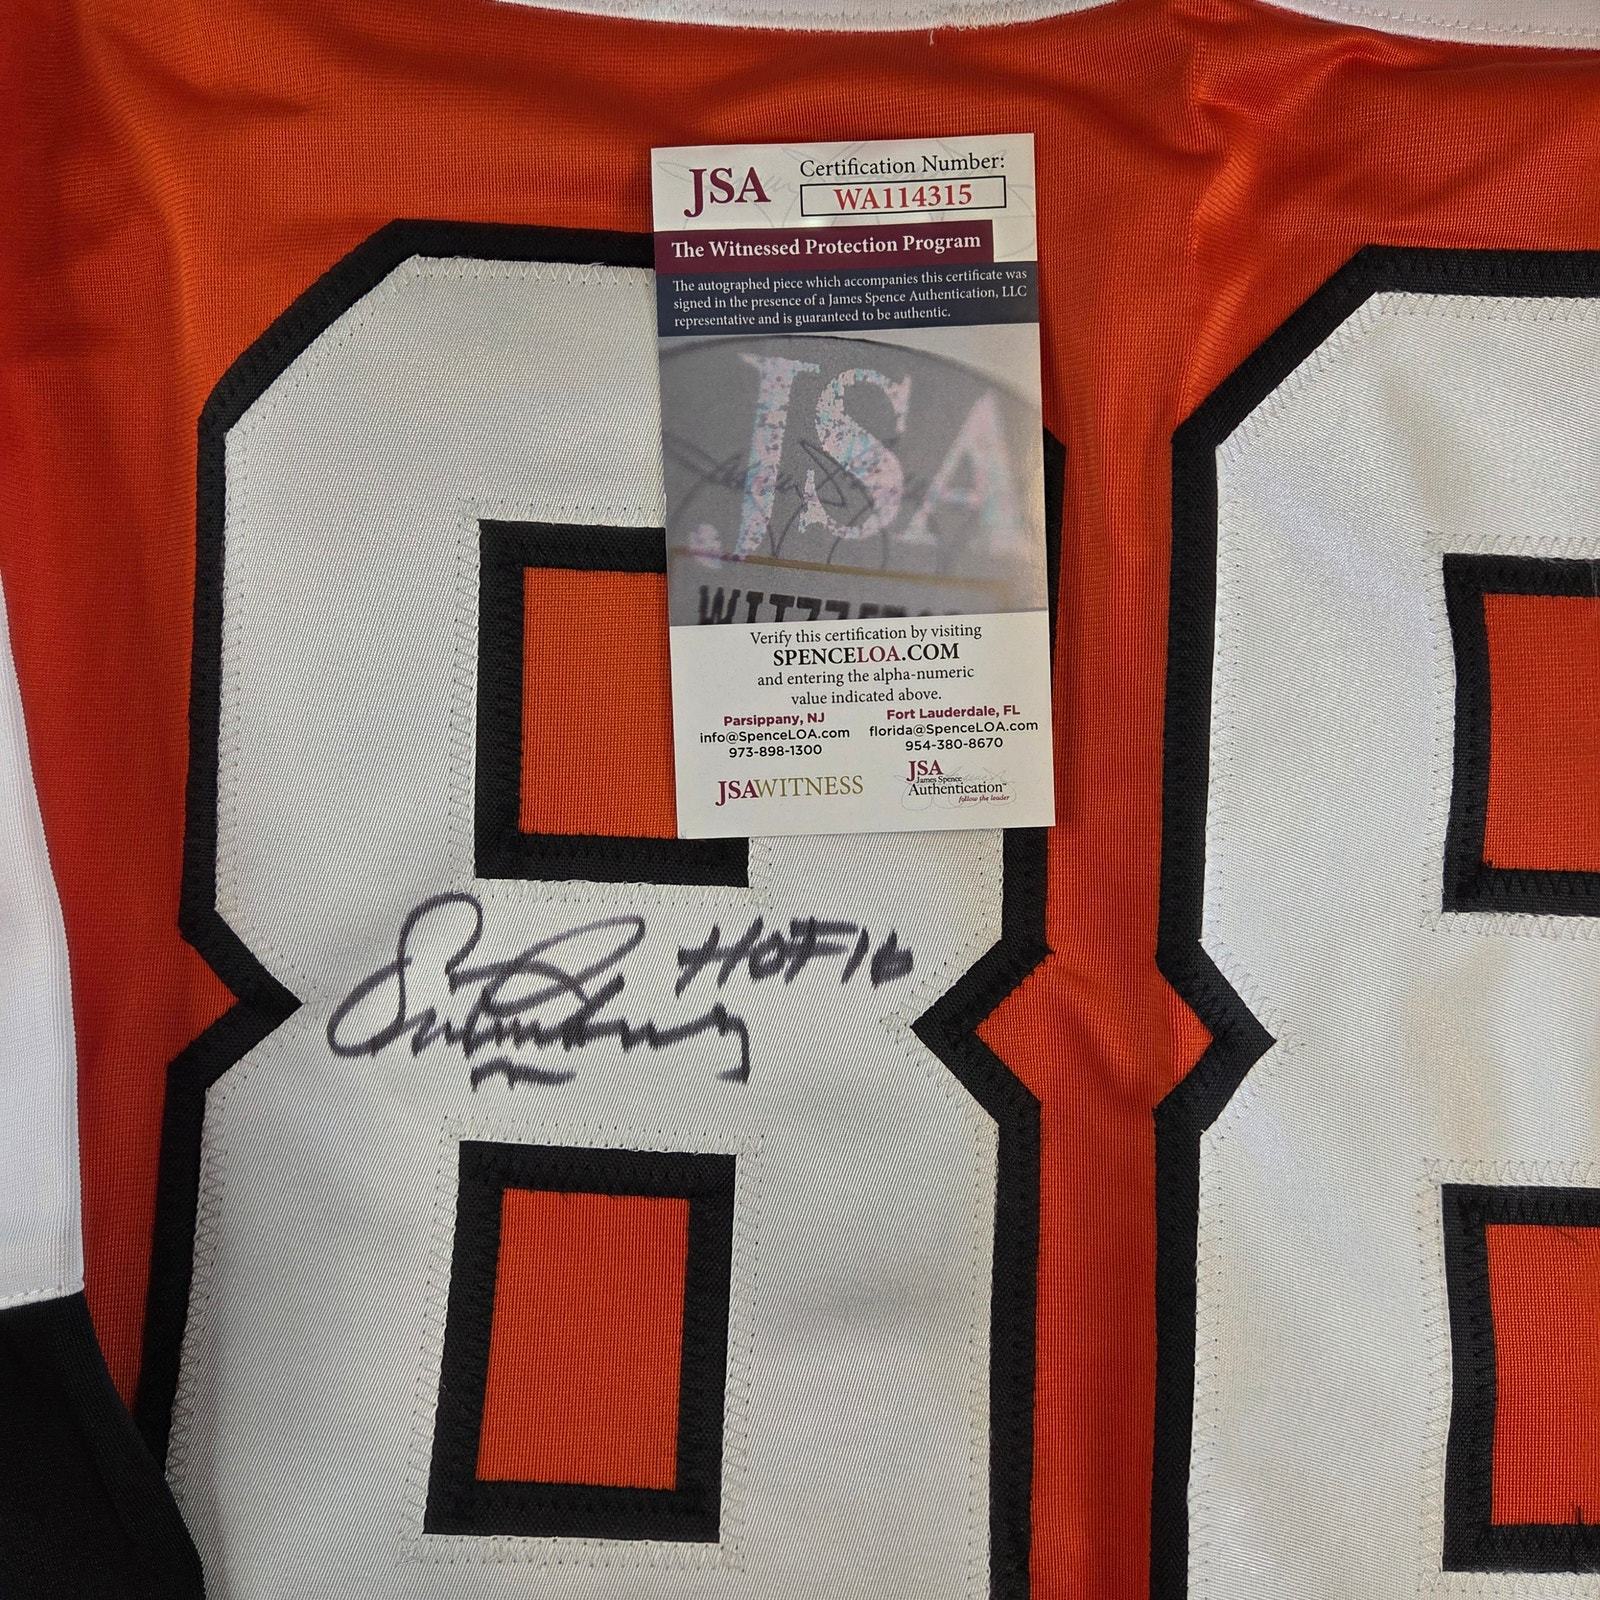 JSA
Certification Number:
WA114315
The Witnessed Protection Program
The autographed piece which accompanies this certificate was
signed in the presence of a James Spence Authentication, LLC
representative and is guaranteed to be authentic.
JSA
Verify this certification by visiting
SPENCELOA.COM
and entering the alpha-numeric
value indicated above.
Parsippany, NJ
info@SpenceLOA.com
973-898-1300
Fort Lauderdale, FL
florida@SpenceLOA.com
954-380-8670
JSAWITNESS
JSA
James Spence
Authentication
follow the leader
88
HOF16